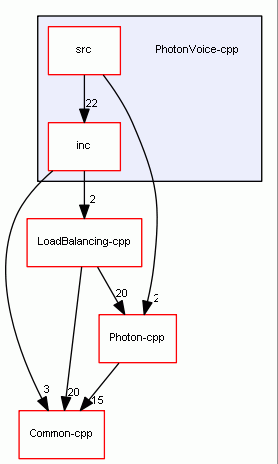 src
PhotonVoice-cpp
22
inc
2
LoadBalancing-cpp
20
2
Photon-cpp
3
20
15
Common-cpp